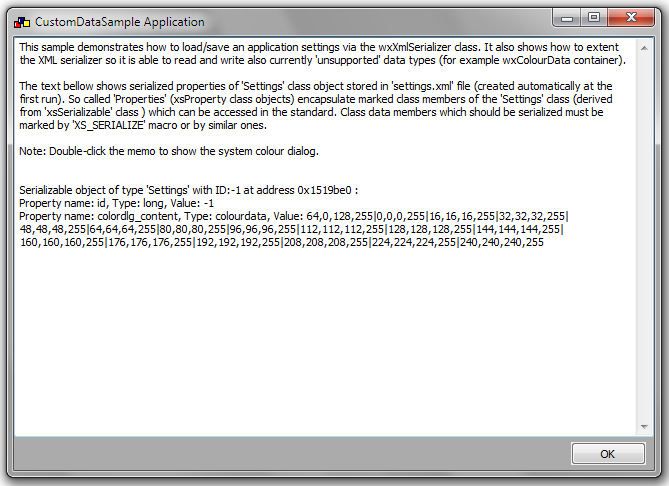 CustomDataSample Application
This sample demonstrates how to load/save an application settings via the wxXmlSerializer class. It also shows how to extent
the XML serializer so it is able to read and write also currently 'unsupported' data types (for example wxColourData container).
The text bellow shows serialized properties of 'Settings' class object stored in 'settings.xml' file (created automatically at the
first run). So called 'Properties' (xsProperty class objects) encapsulate marked class members of the 'Settings' class (derived
from 'xsSerializable' class ) which can be accessed in the standard. Class data members which should be serialized must be
marked by 'XS_SERIALIZE' macro or by similar ones.
Note: Double-click the memo to show the system colour dialog.
Serializable object of type 'Settings' with ID:-1 at address 0x1519be0 :
Property name: id, Type: long, Value: -1
Property name: colordlg_content, Type: colourdata, Value: 64,0,128,255|0,0,0,255|16,16,16,255|32,32,32,255|
48,48,48,255|64,64,64,255|80,80,80,255|96,96,96,255|112,112,112,255|128,128,128,255|144,144,144,255|
160,160,160,255|176,176,176,255|192,192,192,255|208,208,208,255|224,224,224,255|240,240,240,255
OK